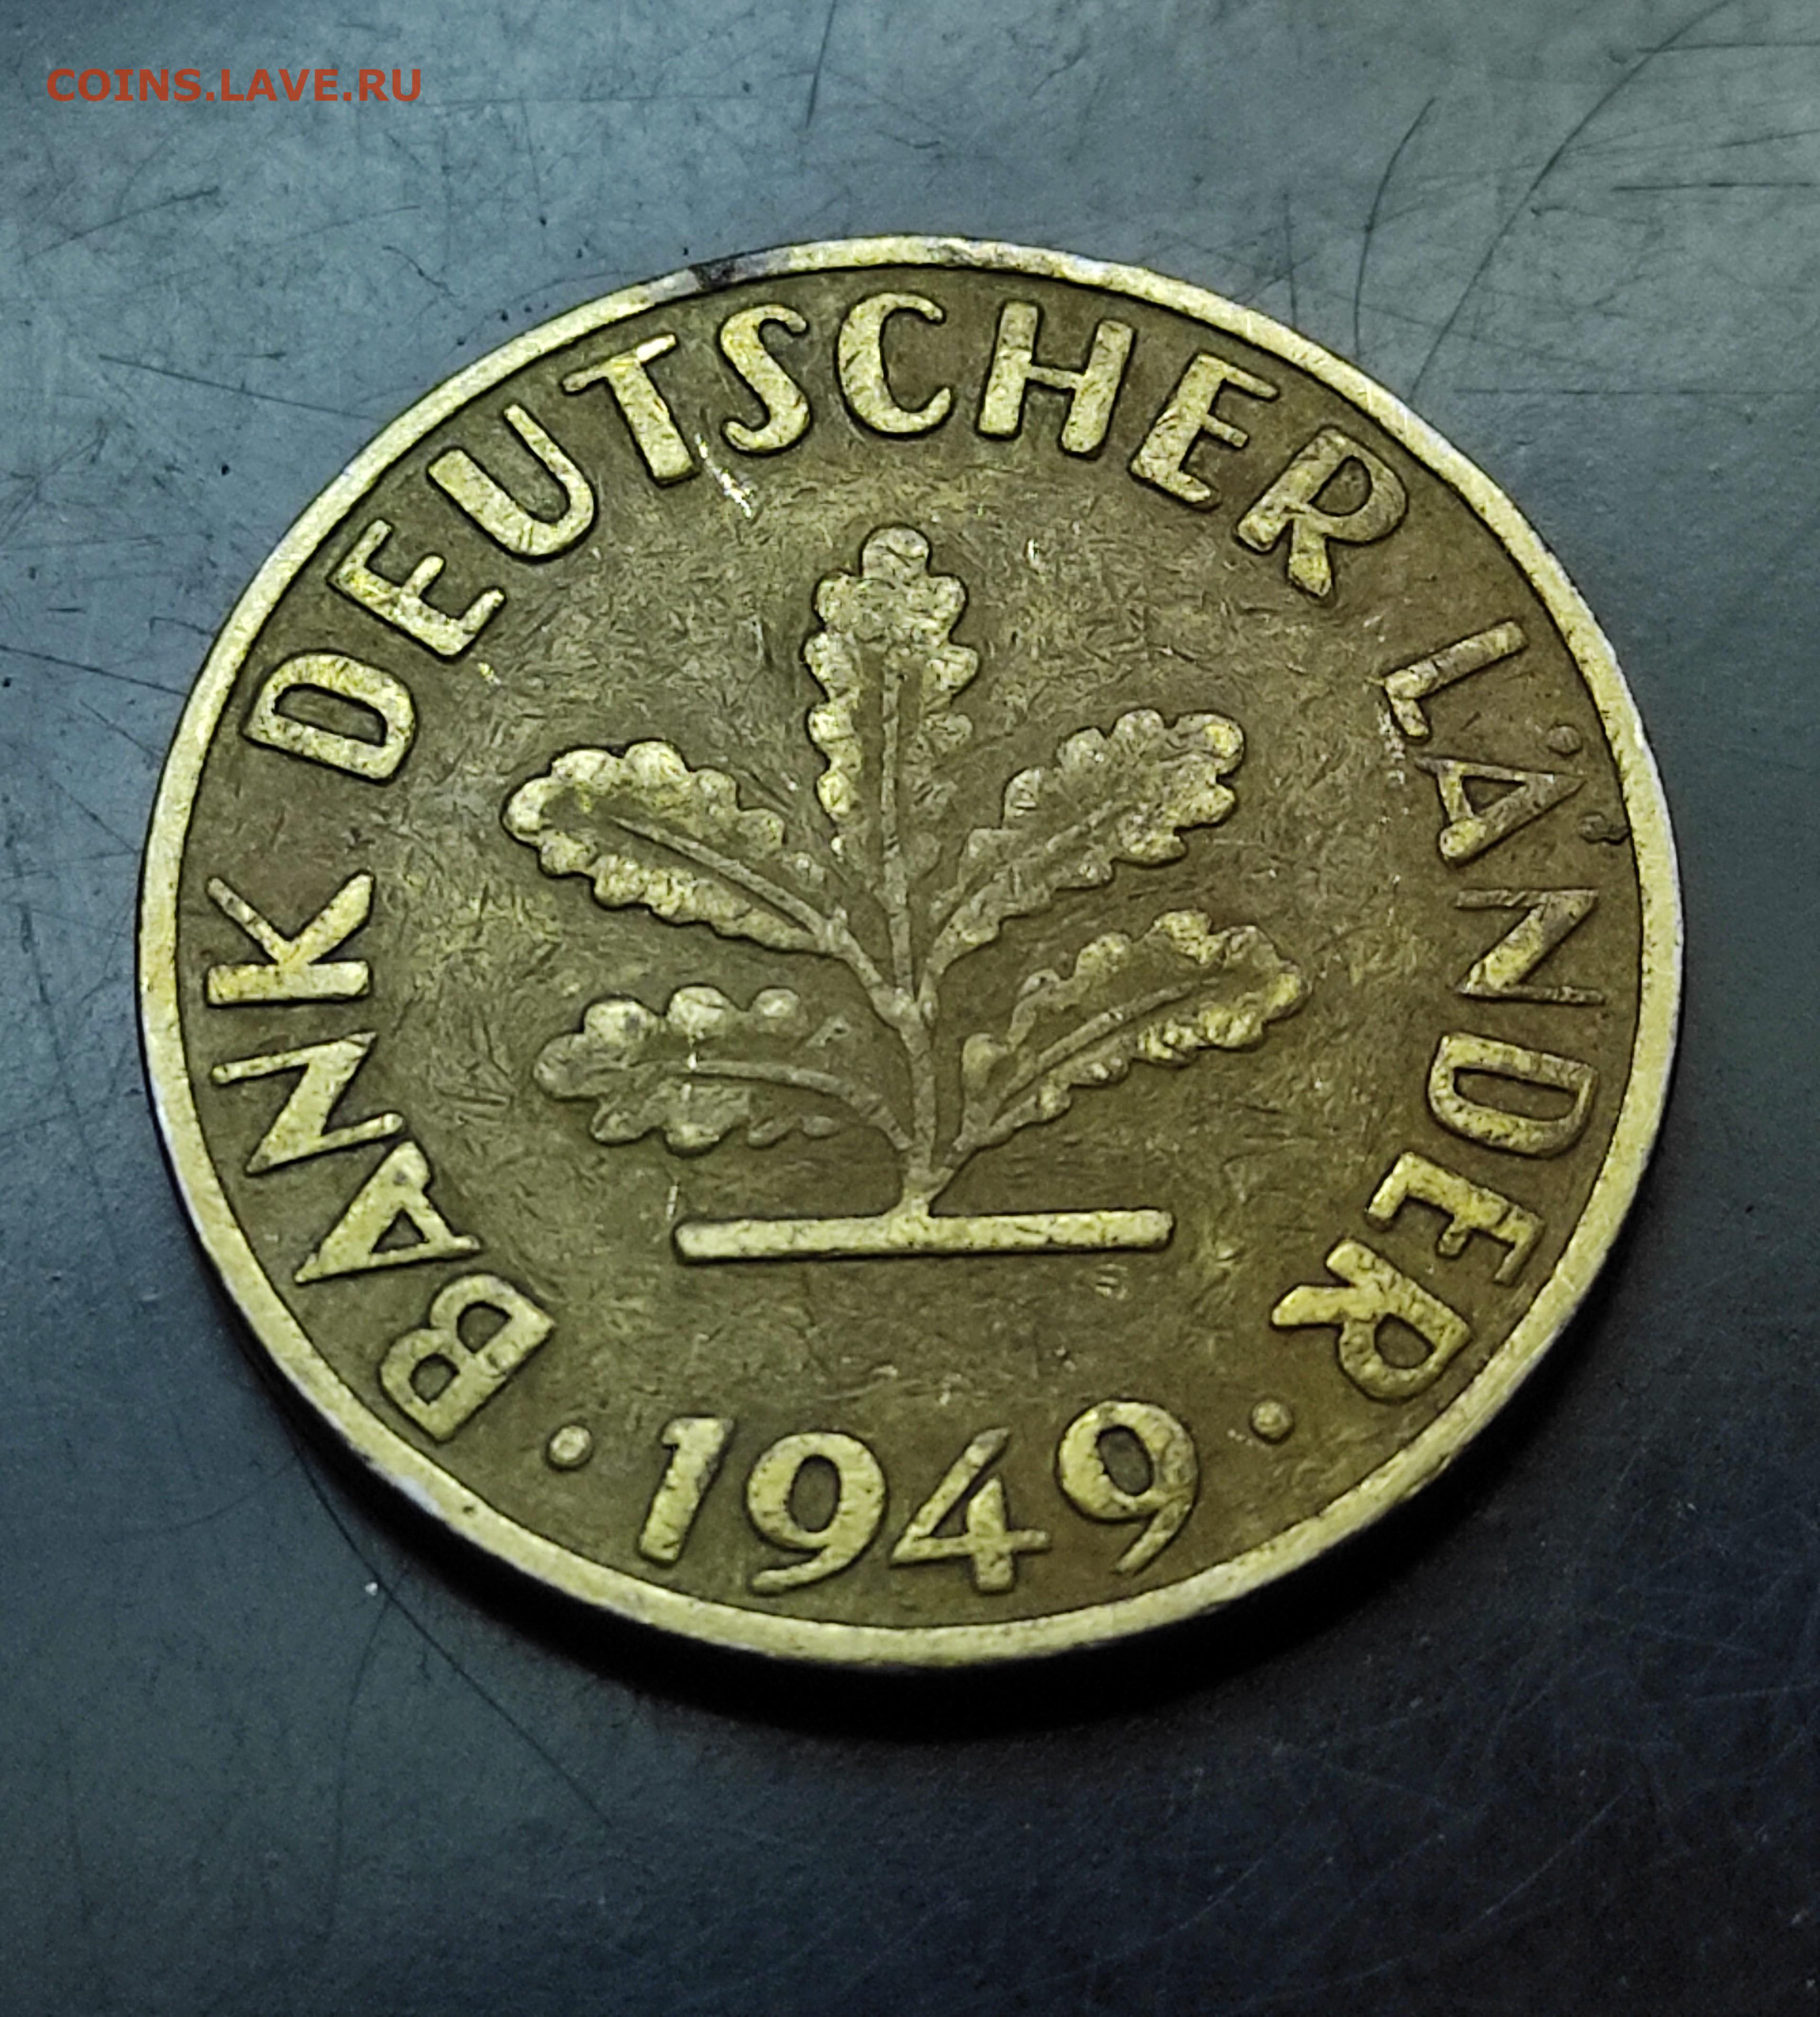 COINS.LAVE.RU
· BANK DEUTSCHER LÄNDER ·
1949